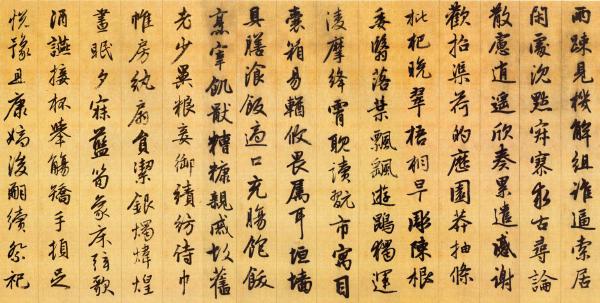 兩疎見機解組誰逼索居
閑處沈默寂寥求古尋論
散慮逍遙欣奏累遣慼謝
歡招渠荷的歷園莽抽條
枇杷晚翠梧桐早彫陳根
委翳落葉飄颻遊鵾獨運
凌摩絳霄耽讀翫市寓目
囊箱易輶攸畏屬耳垣墻
具膳飡飯適口充腸飽飫
烹宰飢猒糟糠親戚故舊
老少異粮妾御績紡侍巾
帷房紈扇員潔銀燭煒煌
晝眠夕寐藍笋象床弦歌
酒讌接杯舉觴矯手頓足
悅豫且康嫡後嗣續祭祀